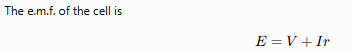 The e.m.f. of the cell is
E = V + Ir